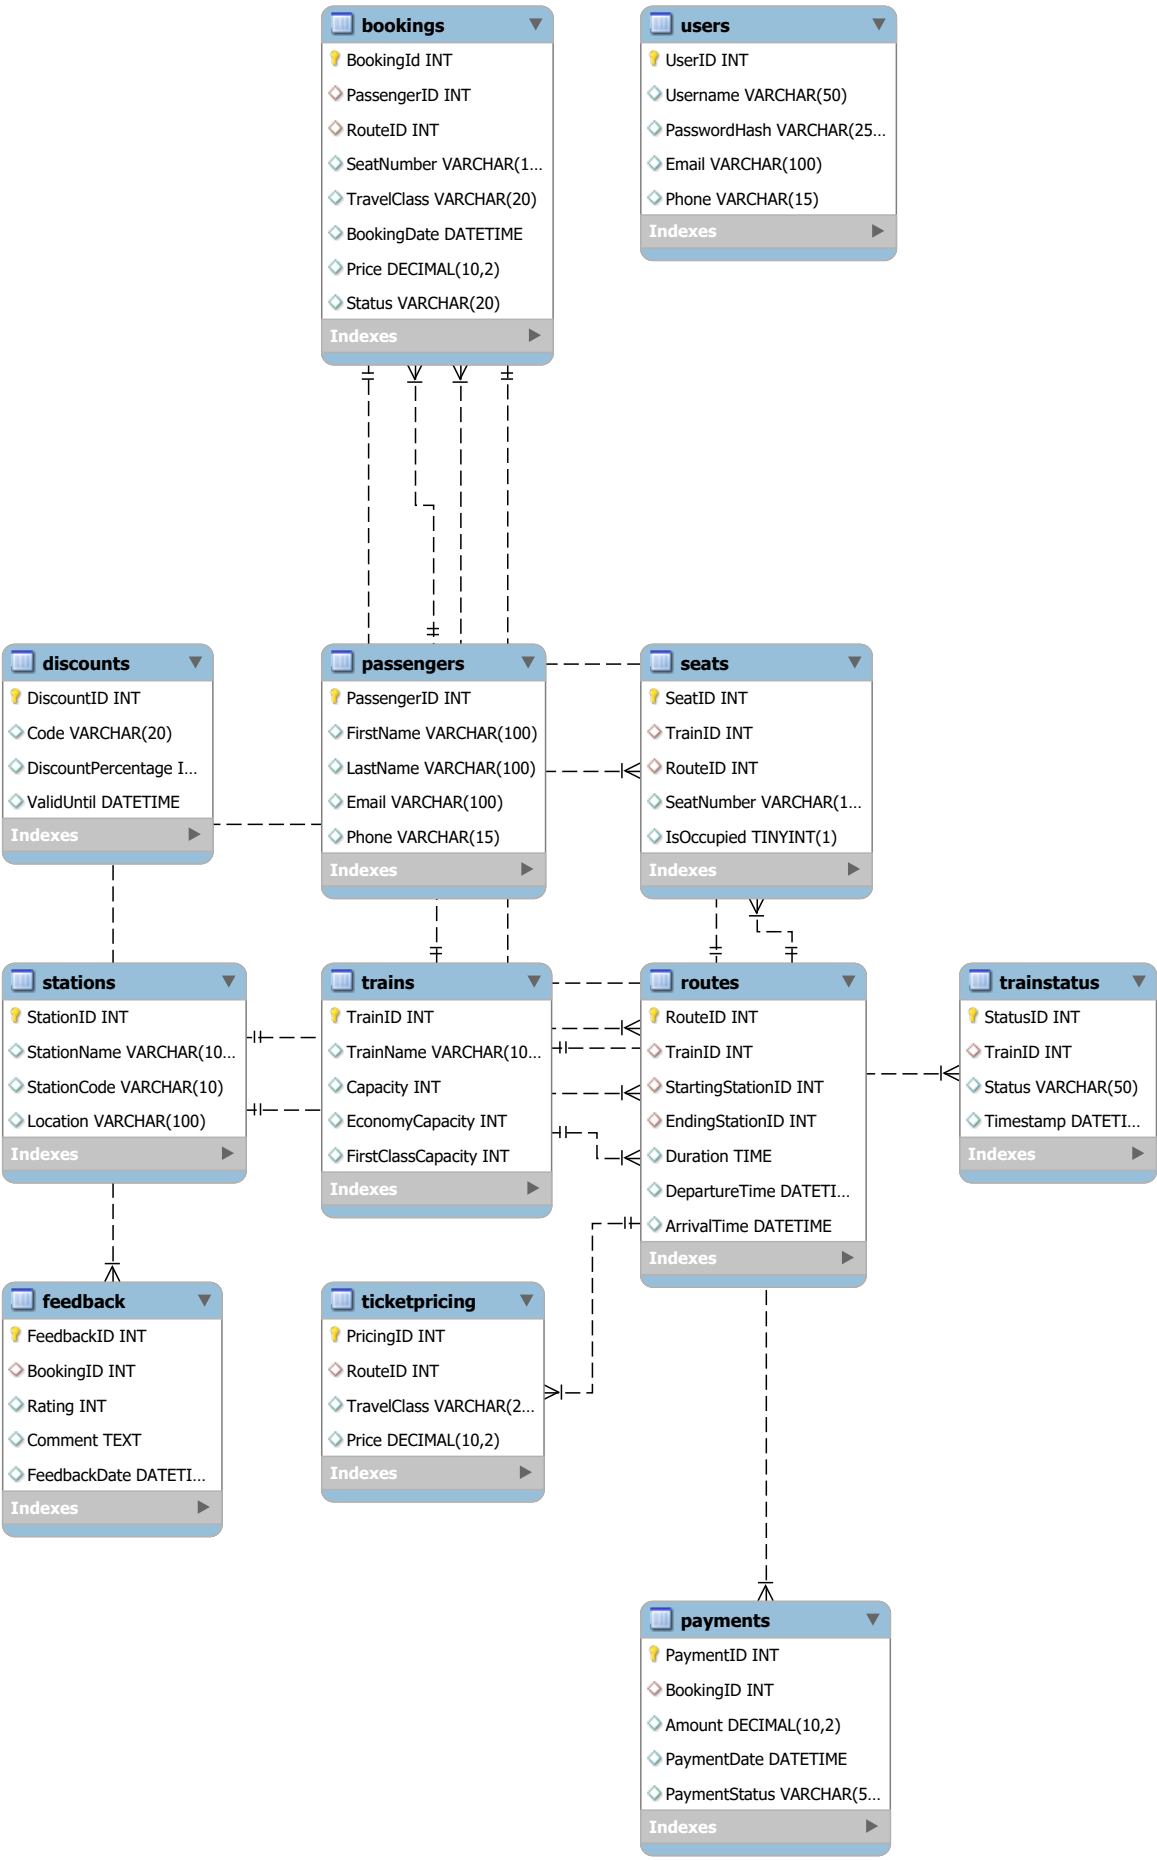 bookings
BookingId INT
PassengerID INT
RouteID INT
SeatNumber VARCHAR(1...
TravelClass VARCHAR(20)
BookingDate DATETIME
Price DECIMAL(10,2)
Status VARCHAR(20)
Indexes
users
UserID INT
Username VARCHAR(50)
PasswordHash VARCHAR(25...
Email VARCHAR(100)
Phone VARCHAR(15)
Indexes
discounts
DiscountID INT
Code VARCHAR(20)
DiscountPercentage I...
ValidUntil DATETIME
Indexes
passengers
PassengerID INT
FirstName VARCHAR(100)
LastName VARCHAR(100)
Email VARCHAR(100)
Phone VARCHAR(15)
Indexes
seats
SeatID INT
TrainID INT
RouteID INT
SeatNumber VARCHAR(1...
IsOccupied TINYINT(1)
Indexes
stations
StationID INT
StationName VARCHAR(10...
StationCode VARCHAR(10)
Location VARCHAR(100)
Indexes
trains
TrainID INT
TrainName VARCHAR(10...
Capacity INT
EconomyCapacity INT
FirstClassCapacity INT
Indexes
routes
RouteID INT
TrainID INT
StartingStationID INT
EndingStationID INT
Duration TIME
DepartureTime DATETI...
ArrivalTime DATETIME
Indexes
trainstatus
StatusID INT
TrainID INT
Status VARCHAR(50)
Timestamp DATETI...
Indexes
feedback
FeedbackID INT
BookingID INT
Rating INT
Comment TEXT
FeedbackDate DATETI...
Indexes
ticketpricing
PricingID INT
RouteID INT
TravelClass VARCHAR(2...
Price DECIMAL(10,2)
Indexes
payments
PaymentID INT
BookingID INT
Amount DECIMAL(10,2)
PaymentDate DATETIME
PaymentStatus VARCHAR(5...
Indexes